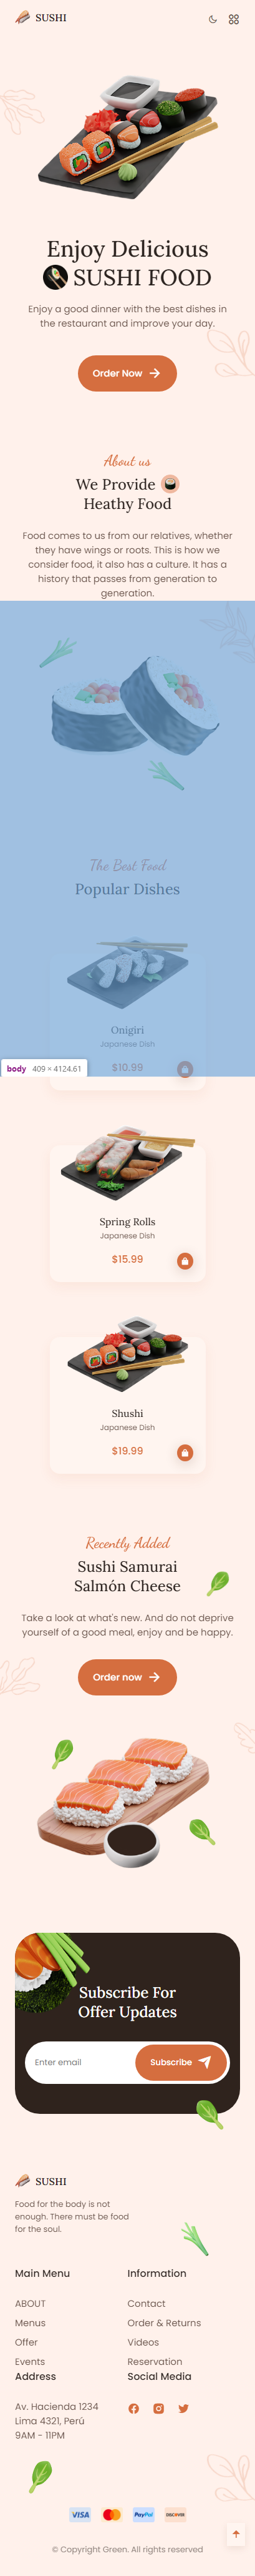 SUSHI
Enjoy Delicious
SUSHI FOOD
Enjoy a good dinner with the best dishes in
the restaurant and improve your day.
Order Now
About us
We Provide
Heathy Food
Food comes to us from our relatives, whether
they have wings or roots. This is how we
consider food, it also has a culture. It has a
history that passes from generation to
generation.
The Best Food
Popular Dishes
Onigiri
Japanese Dish
$10.99
body 409 × 4124.61
Spring Rolls
Japanese Dish
$15.99
Shushi
Japanese Dish
$19.99
Recently Added
Sushi Samurai
Salmón Cheese
Take a look at what's new. And do not deprive
yourself of a good meal, enjoy and be happy.
Order now
Subscribe For
Offer Updates
Enter email
Subscribe
SUSHI
Food for the body is not
enough. There must be food
for the soul.
Main Menu
ABOUT
Menus
Offer
Events
Information
Contact
Order & Returns
Videos
Reservation
Address
Av. Hacienda 1234
Lima 4321, Perú
9AM - 11PM
Social Media
VISA
PayPal
DISCOVER
© Copyright Green. All rights reserved